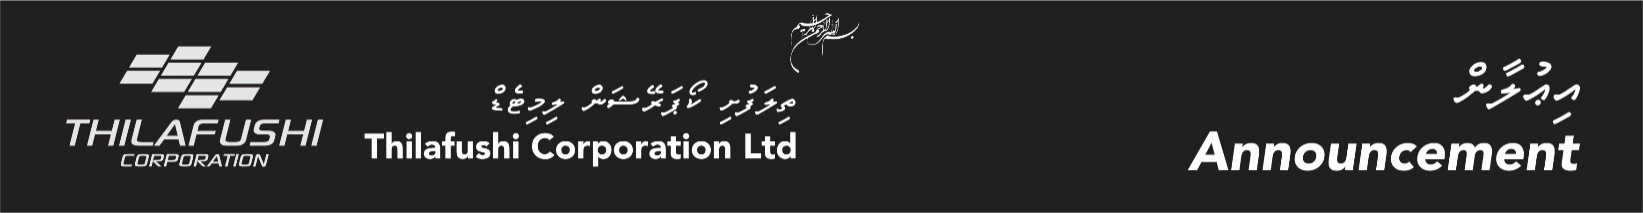 بسم الله الرحمن الرحيم
THILAFUSHI
CORPORATION
ތިލަފުށި ކޯޕަރޭޝަން ލިމިޓެޑް
Thilafushi Corporation Ltd
އިޢުލާން
Announcement